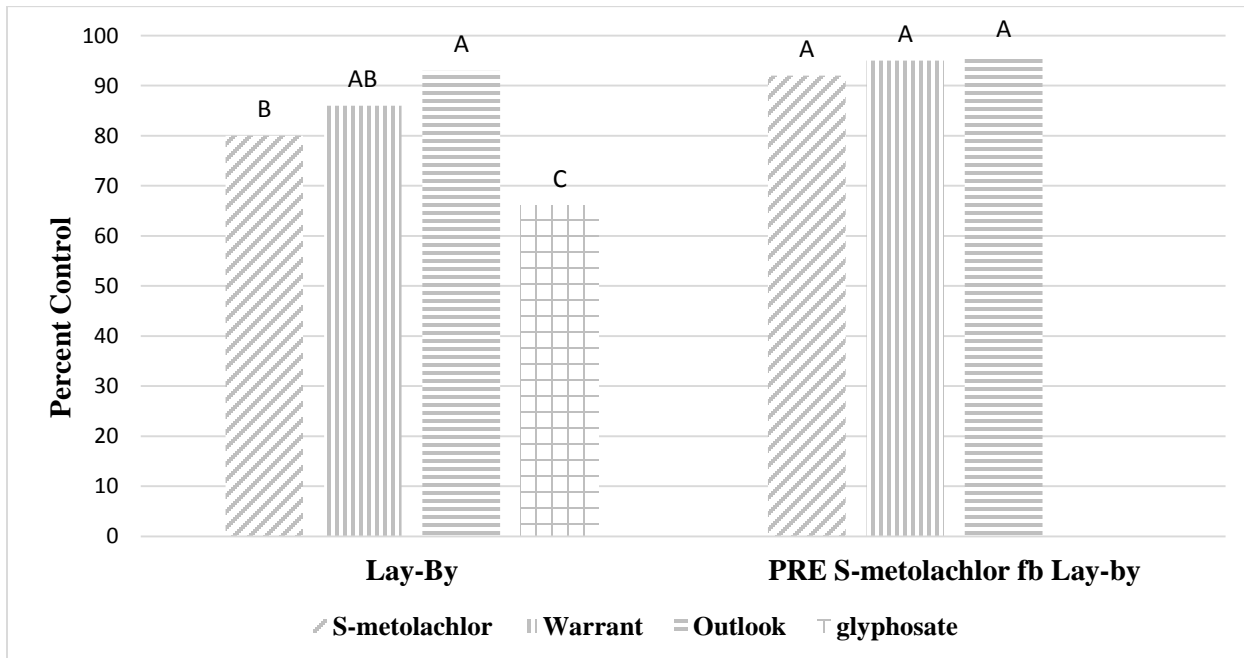 Percent Control
100
90
80
70
60
50
40
30
20
10
0
B
AB
A
C
A
A
A
Lay-By
PRE S-metolachlor fb Lay-by
S-metolachlor
Warrant
Outlook
glyphosate